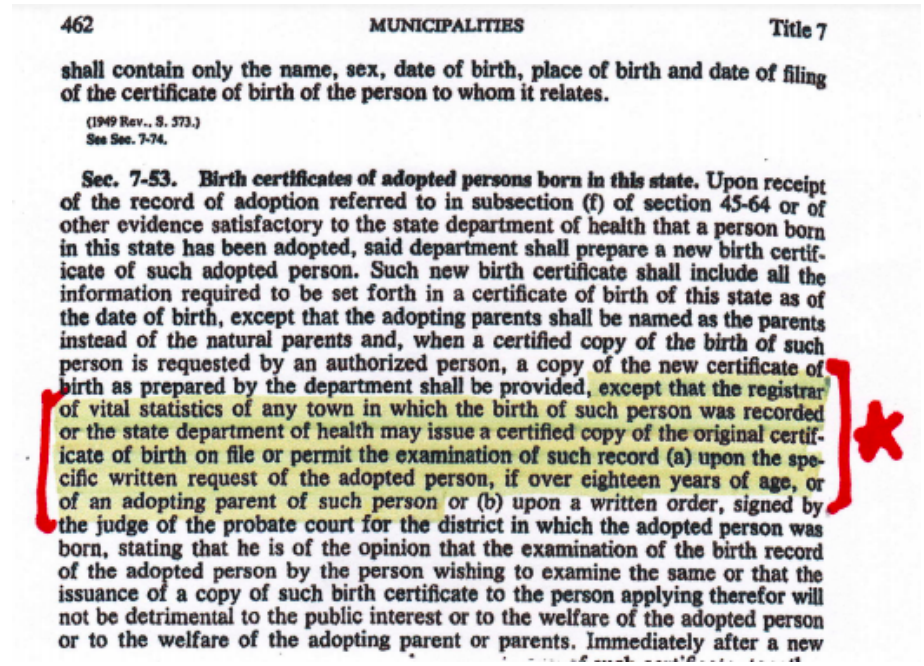 462 MUNICIPALITIES Title 7
shall contain only the name, sex, date of birth, place of birth and date of filing
of the certificate of birth of the person to whom it relates.
(1949 Rev., S. 573.)
See Sec. 7-74.
Sec. 7-53. Birth certificates of adopted persons born in this state. Upon receipt
of the record of adoption referred to in subsection (f) of section 45-64 or of
other evidence satisfactory to the state department of health that a person born
in this state has been adopted, said department shall prepare a new birth certif-
icate of such adopted person. Such new birth certificate shall include all the
information required to be set forth in a certificate of birth of this state as of
the date of birth, except that the adopting parents shall be named as the parents
instead of the natural parents and, when a certified copy of the birth of such
person is requested by an authorized person, a copy of the new certificate of
birth as prepared by the department shall be provided, except that the registrar
of vital statistics of any town in which the birth of such person was recorded
or the state department of health may issue a certified copy of the original certif-
icate of birth on file or permit the examination of such record (a) upon the spe-
cific written request of the adopted person, if over eighteen years of age, or
of an adopting parent of such person or (b) upon a written order, signed by
the judge of the probate court for the district in which the adopted person was
born, stating that he is of the opinion that the examination of the birth record
of the adopted person by the person wishing to examine the same or that the
issuance of a copy of such birth certificate to the person applying therefor will
not be detrimental to the public interest or to the welfare of the adopted person
or to the welfare of the adopting parent or parents. Immediately after a new
of such